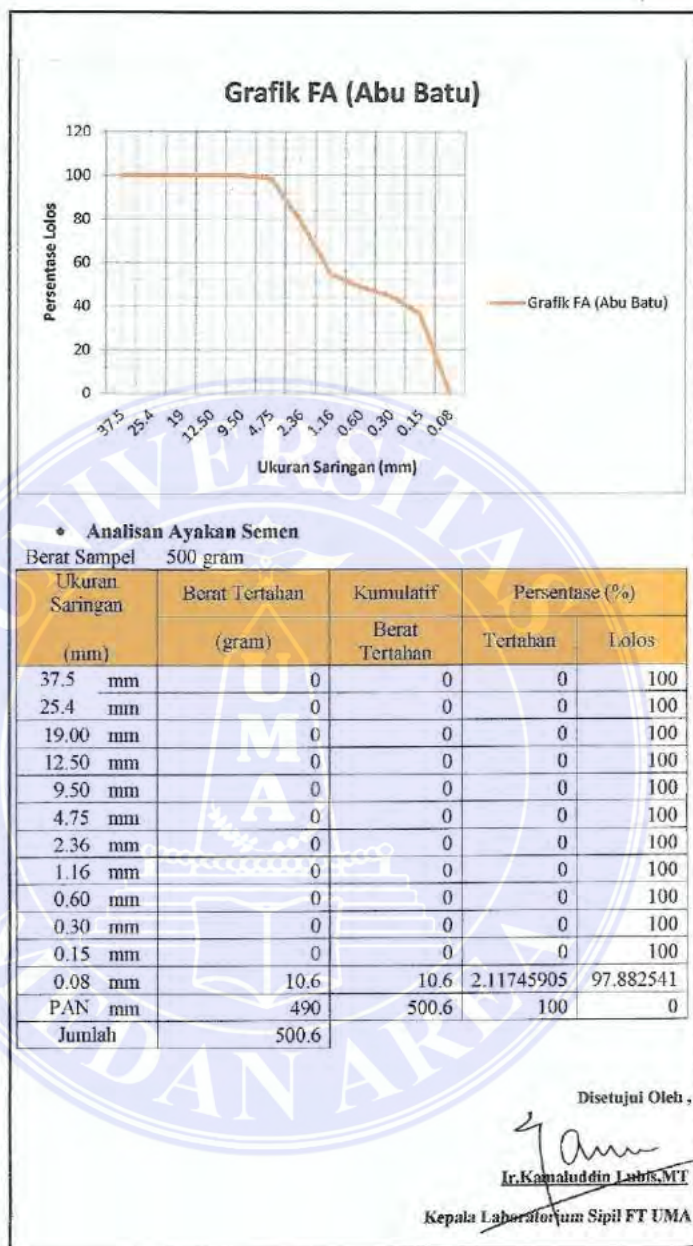 Grafik FA (Abu Batu)
120
100
80
60
40
20
0
Persentase Lolos
37.5 25.4 19 12.50 9.50 4.75 2.36 1.16 0.60 0.30 0.15 0.08
Ukuran Saringan (mm)
Grafik FA (Abu Batu)
• Analisan Ayakan Semen
Berat Sampel 500 gram
Ukuran Saringan (mm) Berat Tertahan (gram) Kumulatif Berat Tertahan Persentase (%) Tertahan Lolos
37.5 mm 0 0 0 100
25.4 mm 0 0 0 100
19.00 mm 0 0 0 100
12.50 mm 0 0 0 100
9.50 mm 0 0 0 100
4.75 mm 0 0 0 100
2.36 mm 0 0 0 100
1.16 mm 0 0 0 100
0.60 mm 0 0 0 100
0.30 mm 0 0 0 100
0.15 mm 0 0 0 100
0.08 mm 10.6 10.6 2.11745905 97.882541
PAN mm 490 500.6 100 0
Jumlah 500.6
UNIVERSITAS MEDAN AREA
UMA
Disetujui Oleh ,
Ir.Kamaluddin Lubis,MT
Kepala Laboratorium Sipil FT UMA